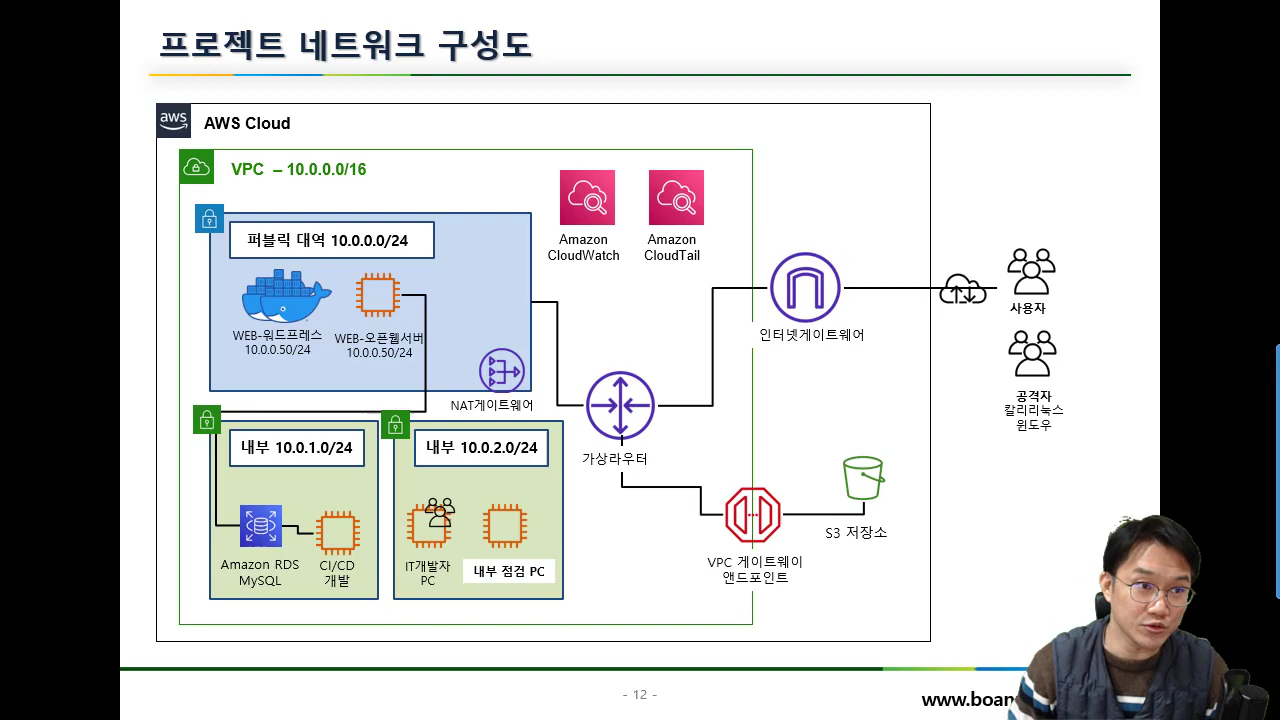 프로젝트 네트워크 구성도
aws
AWS Cloud
VPC – 10.0.0.0/16
퍼블릭 대역 10.0.0.0/24
Amazon
CloudWatch
Amazon
CloudTail
WEB-워드프레스
10.0.0.50/24
WEB-오픈웹서버
10.0.0.50/24
NAT게이트웨어
인터넷게이트웨어
사용자
공격자
칼리리눅스
윈도우
내부 10.0.1.0/24
내부 10.0.2.0/24
가상라우터
Amazon RDS
MySQL
CI/CD
개발
IT개발자
PC
내부 점검 PC
VPC 게이트웨이
앤드포인트
S3 저장소
- 12 -
www.boan